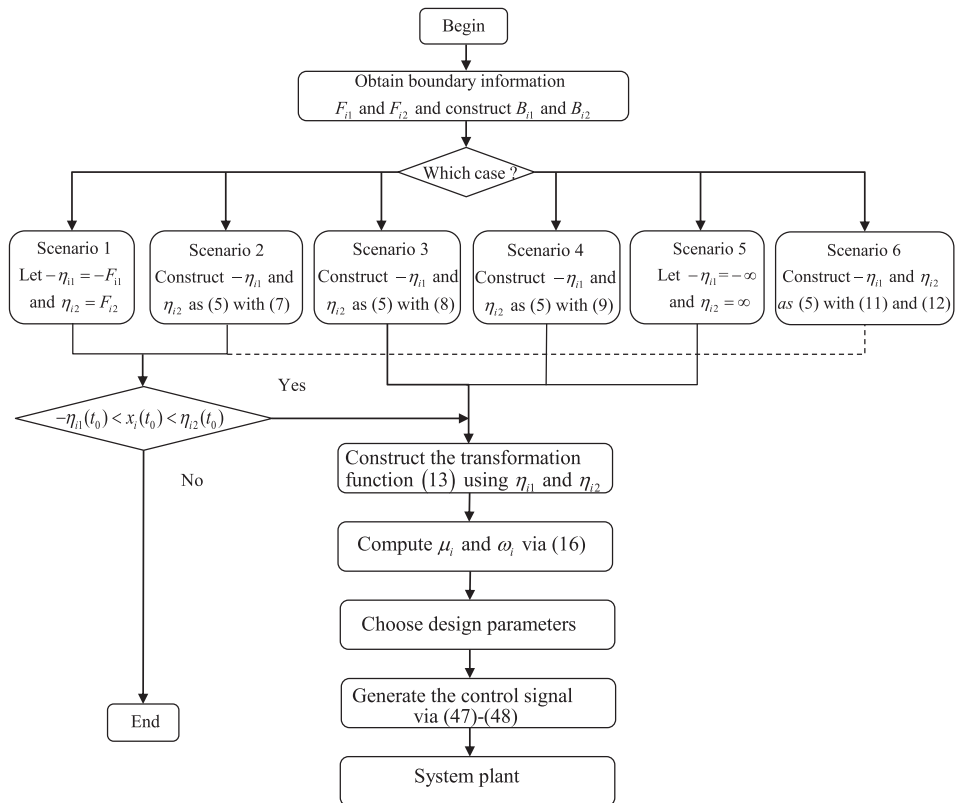 Begin
Obtain boundary information
F_{i1} and F_{i2} and construct B_{i1} and B_{i2}
Which case ?
Scenario 1
Let −η_{i1} = −F_{i1}
and η_{i2} = F_{i2}
Scenario 2
Construct −η_{i1} and
η_{i2} as (5) with (7)
Scenario 3
Construct −η_{i1} and
η_{i2} as (5) with (8)
Scenario 4
Construct −η_{i1} and
η_{i2} as (5) with (9)
Scenario 5
Let −η_{i1} = −∞
and η_{i2} = ∞
Scenario 6
Construct −η_{i1} and η_{i2}
as (5) with (11) and (12)
Yes
−η_{i1}(t_0) < x_i(t_0) < η_{i2}(t_0)
No
Construct the transformation
function (13) using η_{i1} and η_{i2}
Compute μ_i and ω_i via (16)
Choose design parameters
Generate the control signal
via (47)-(48)
End
System plant